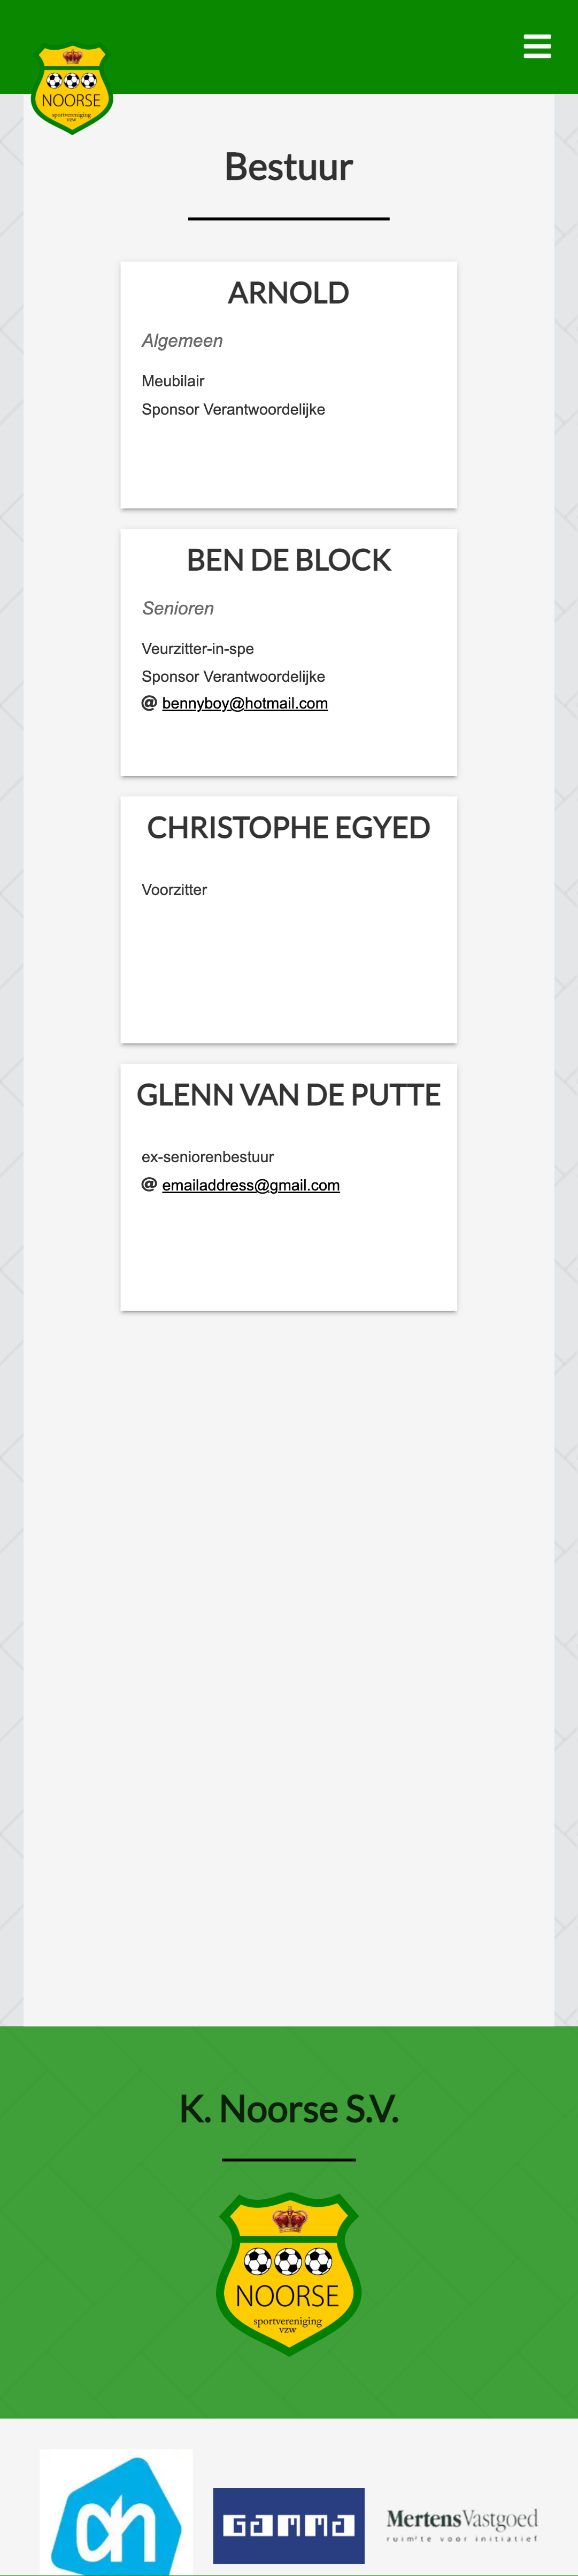 NOORSE
sportvereniging
vzw
Bestuur
ARNOLD
Algemeen
Meubilair
Sponsor Verantwoordelijke
BEN DE BLOCK
Senioren
Veurzitter-in-spe
Sponsor Verantwoordelijke
@ bennyboy@hotmail.com
CHRISTOPHE EGYED
Voorzitter
GLENN VAN DE PUTTE
ex-seniorenbestuur
@ emailaddress@gmail.com
K. Noorse S.V.
NOORSE
sportvereniging
vzw
ah
GAMMA
MertensVastgoed
ruimte voor initiatief